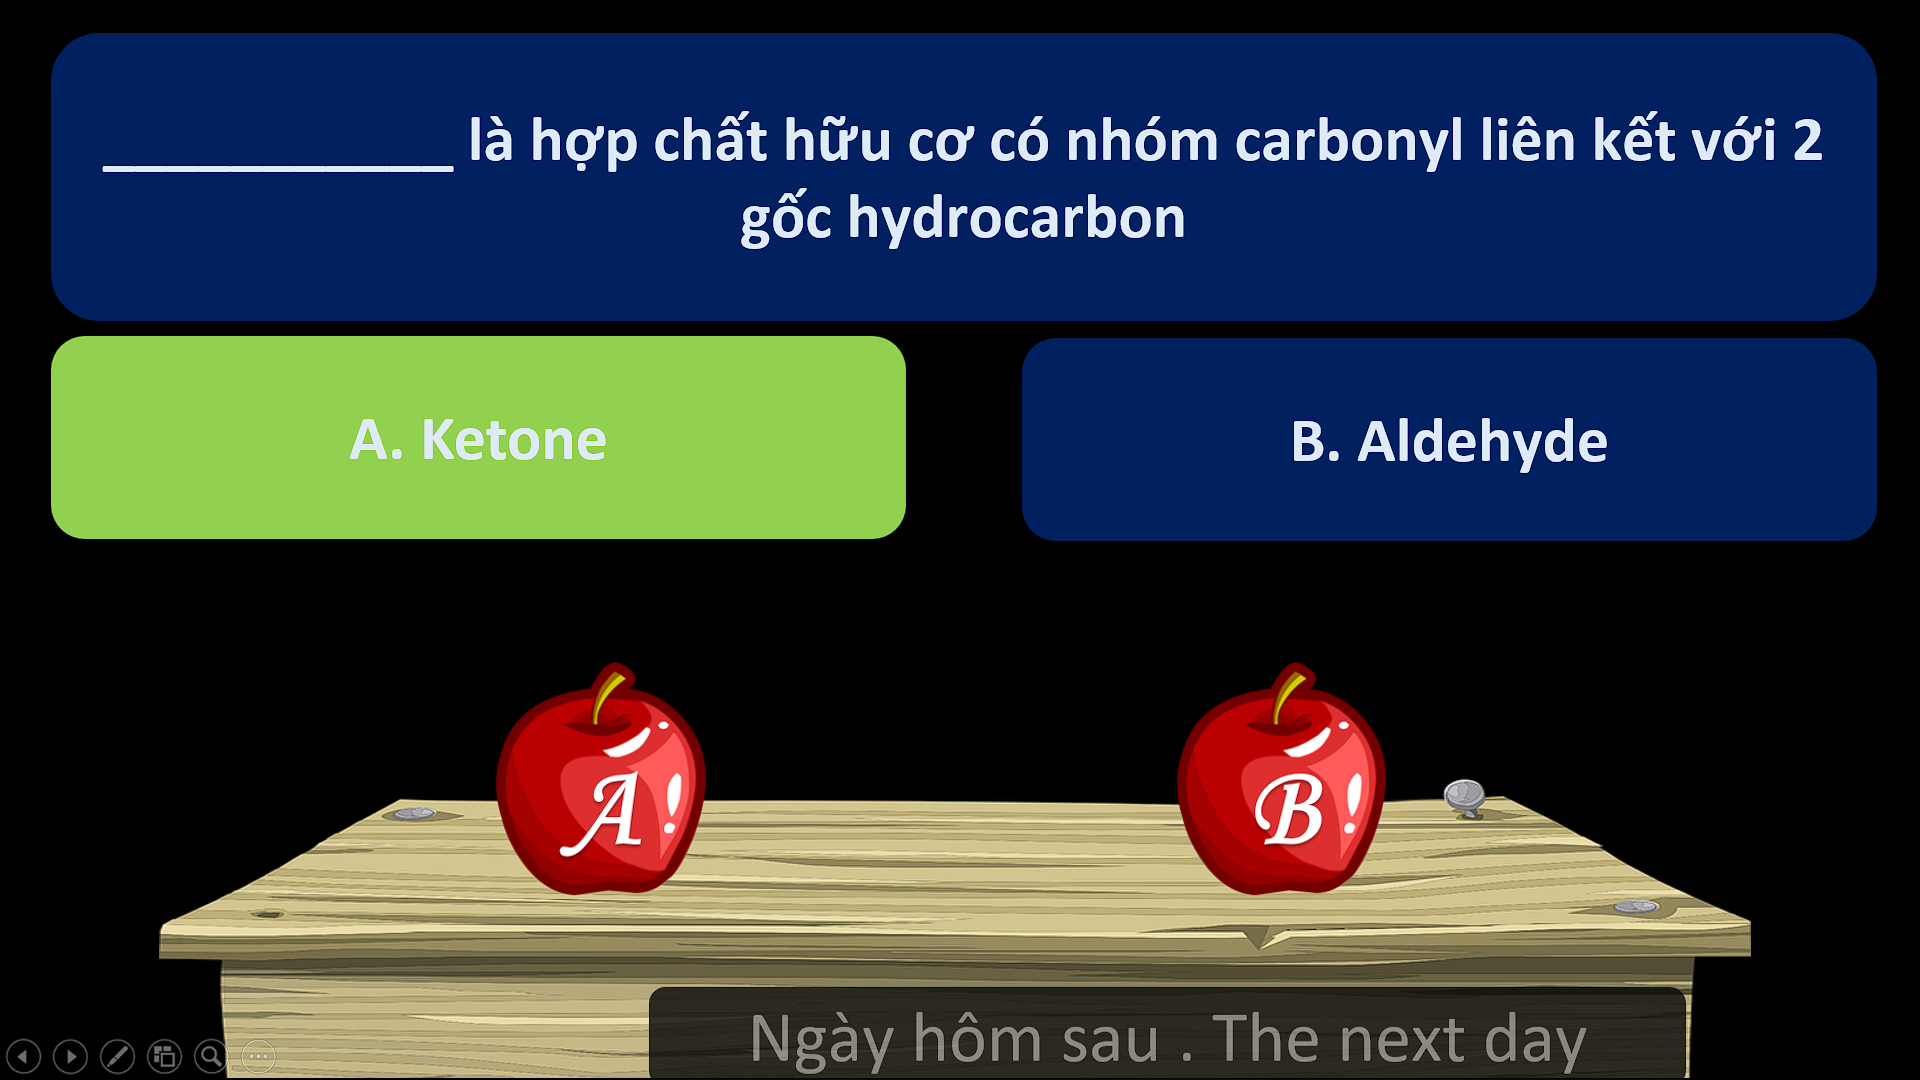 ___________ là hợp chất hữu cơ có nhóm carbonyl liên kết với 2
gốc hydrocarbon
A. Ketone
B. Aldehyde
A
B
Ngày hôm sau . The next day